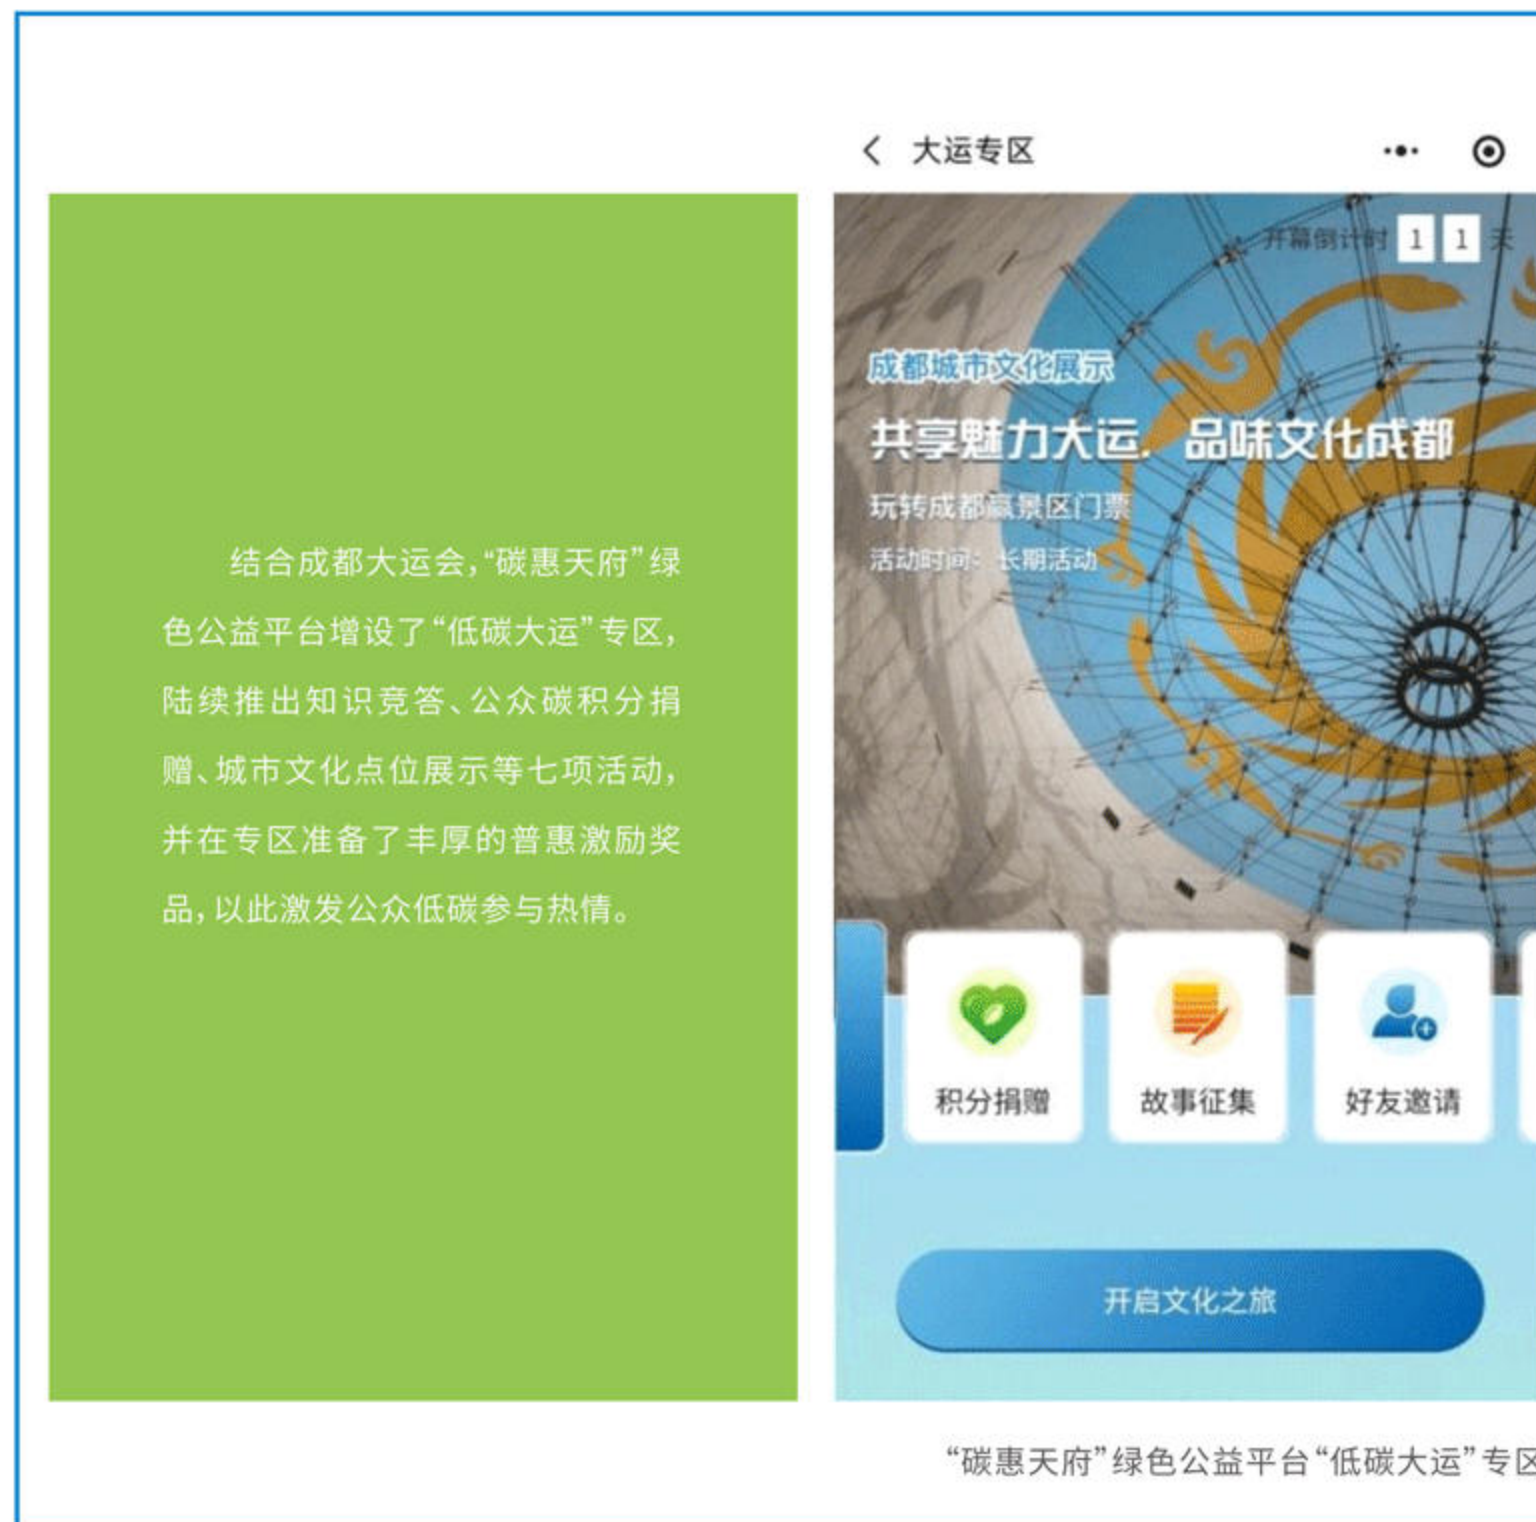 大运专区
开幕倒计时 1 1 天
成都城市文化展示
共享魅力大运，品味文化成都
玩转成都赢景区门票
活动时间：长期活动
积分捐赠
故事征集
好友邀请
开启文化之旅
结合成都大运会，“碳惠天府”绿
色公益平台增设了“低碳大运”专区，
陆续推出知识竞答、公众碳积分捐
赠、城市文化点位展示等七项活动，
并在专区准备了丰厚的普惠激励奖
品，以此激发公众低碳参与热情。
“碳惠天府”绿色公益平台“低碳大运”专区